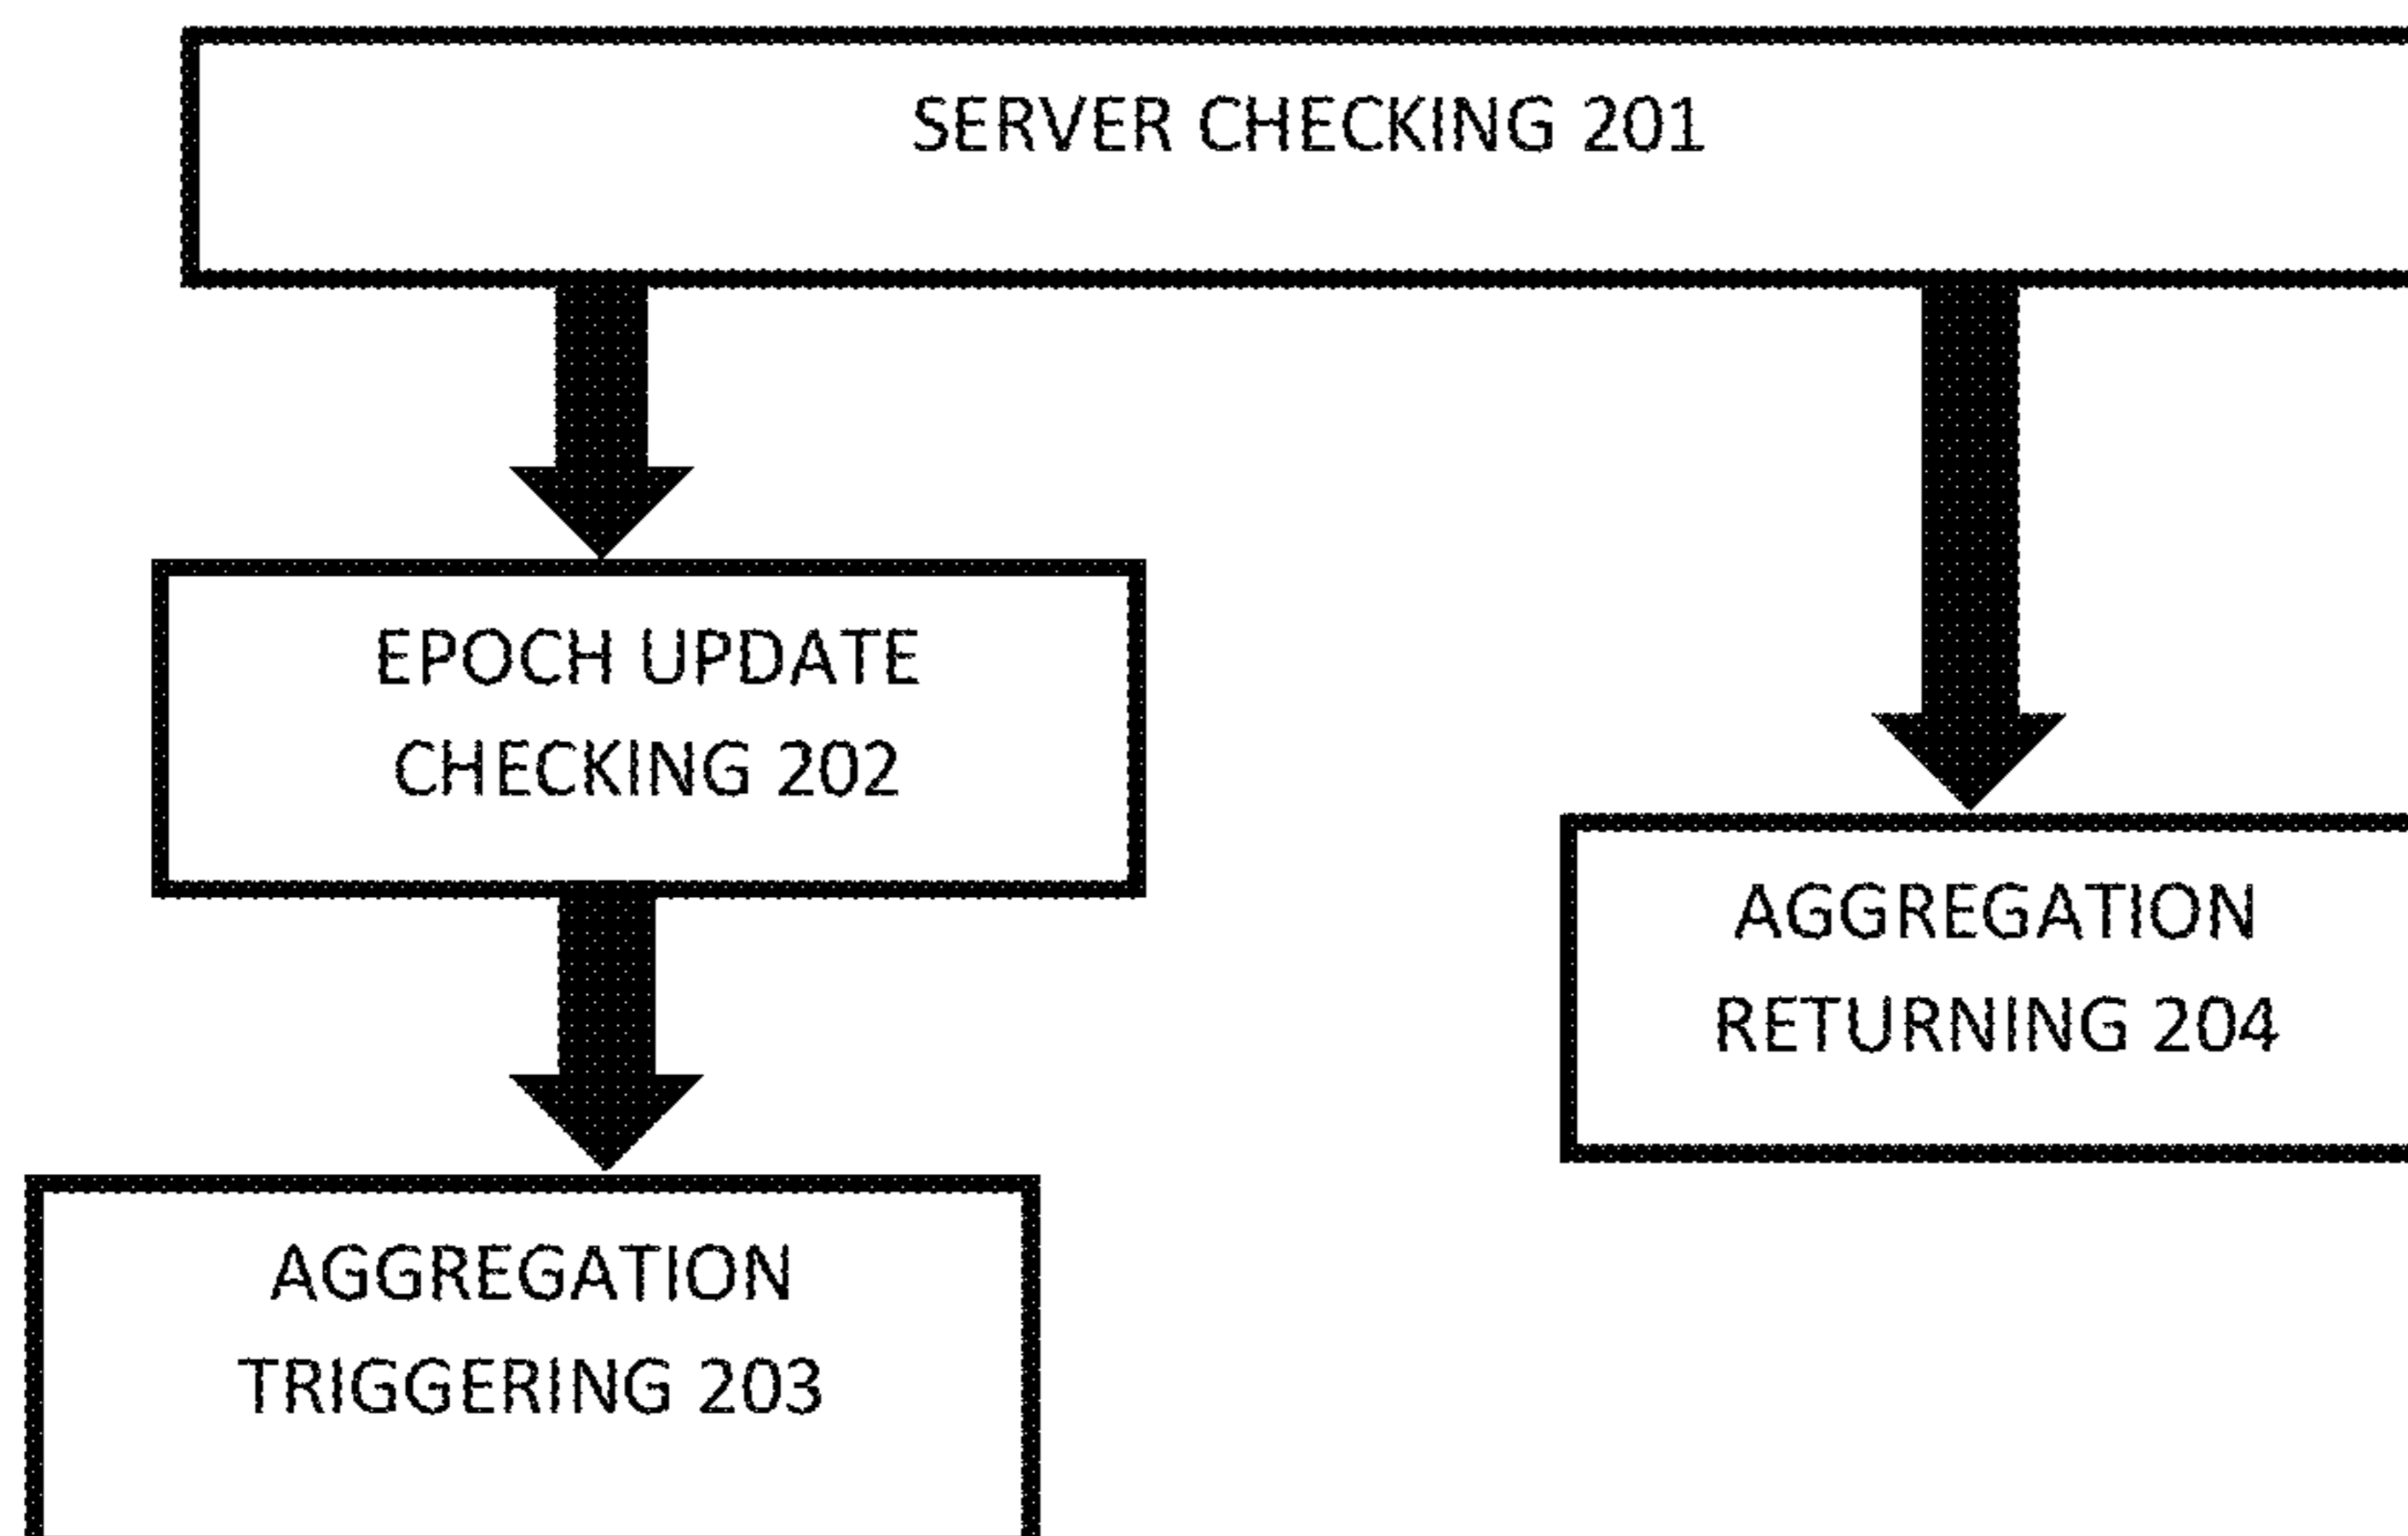 SERVER CHECKING 201
EPOCH UPDATE
CHECKING 202
AGGREGATION
RETURNING 204
AGGREGATION
TRIGGERING 203